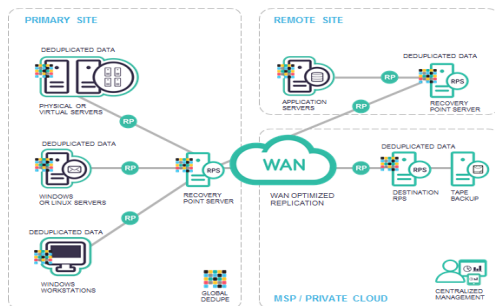 PRIMARY SITE
DEDUPLICATED DATA
PHYSICAL OR
VIRTUAL SERVERS
RP
DEDUPLICATED DATA
WINDOWS
OR LINUX SERVERS
RP
DEDUPLICATED DATA
WINDOWS
WORKSTATIONS
RP
RPS
RECOVERY
POINT SERVER
GLOBAL
DEDUPE
WAN
WAN OPTIMIZED
REPLICATION
REMOTE SITE
DEDUPLICATED DATA
APPLICATION
SERVERS
RP
RPS
RECOVERY
POINT SERVER
RP
DEDUPLICATED DATA
RP
RPS
DESTINATION
RPS
TAPE
BACKUP
MSP / PRIVATE CLOUD
CENTRALIZED
MANAGEMENT